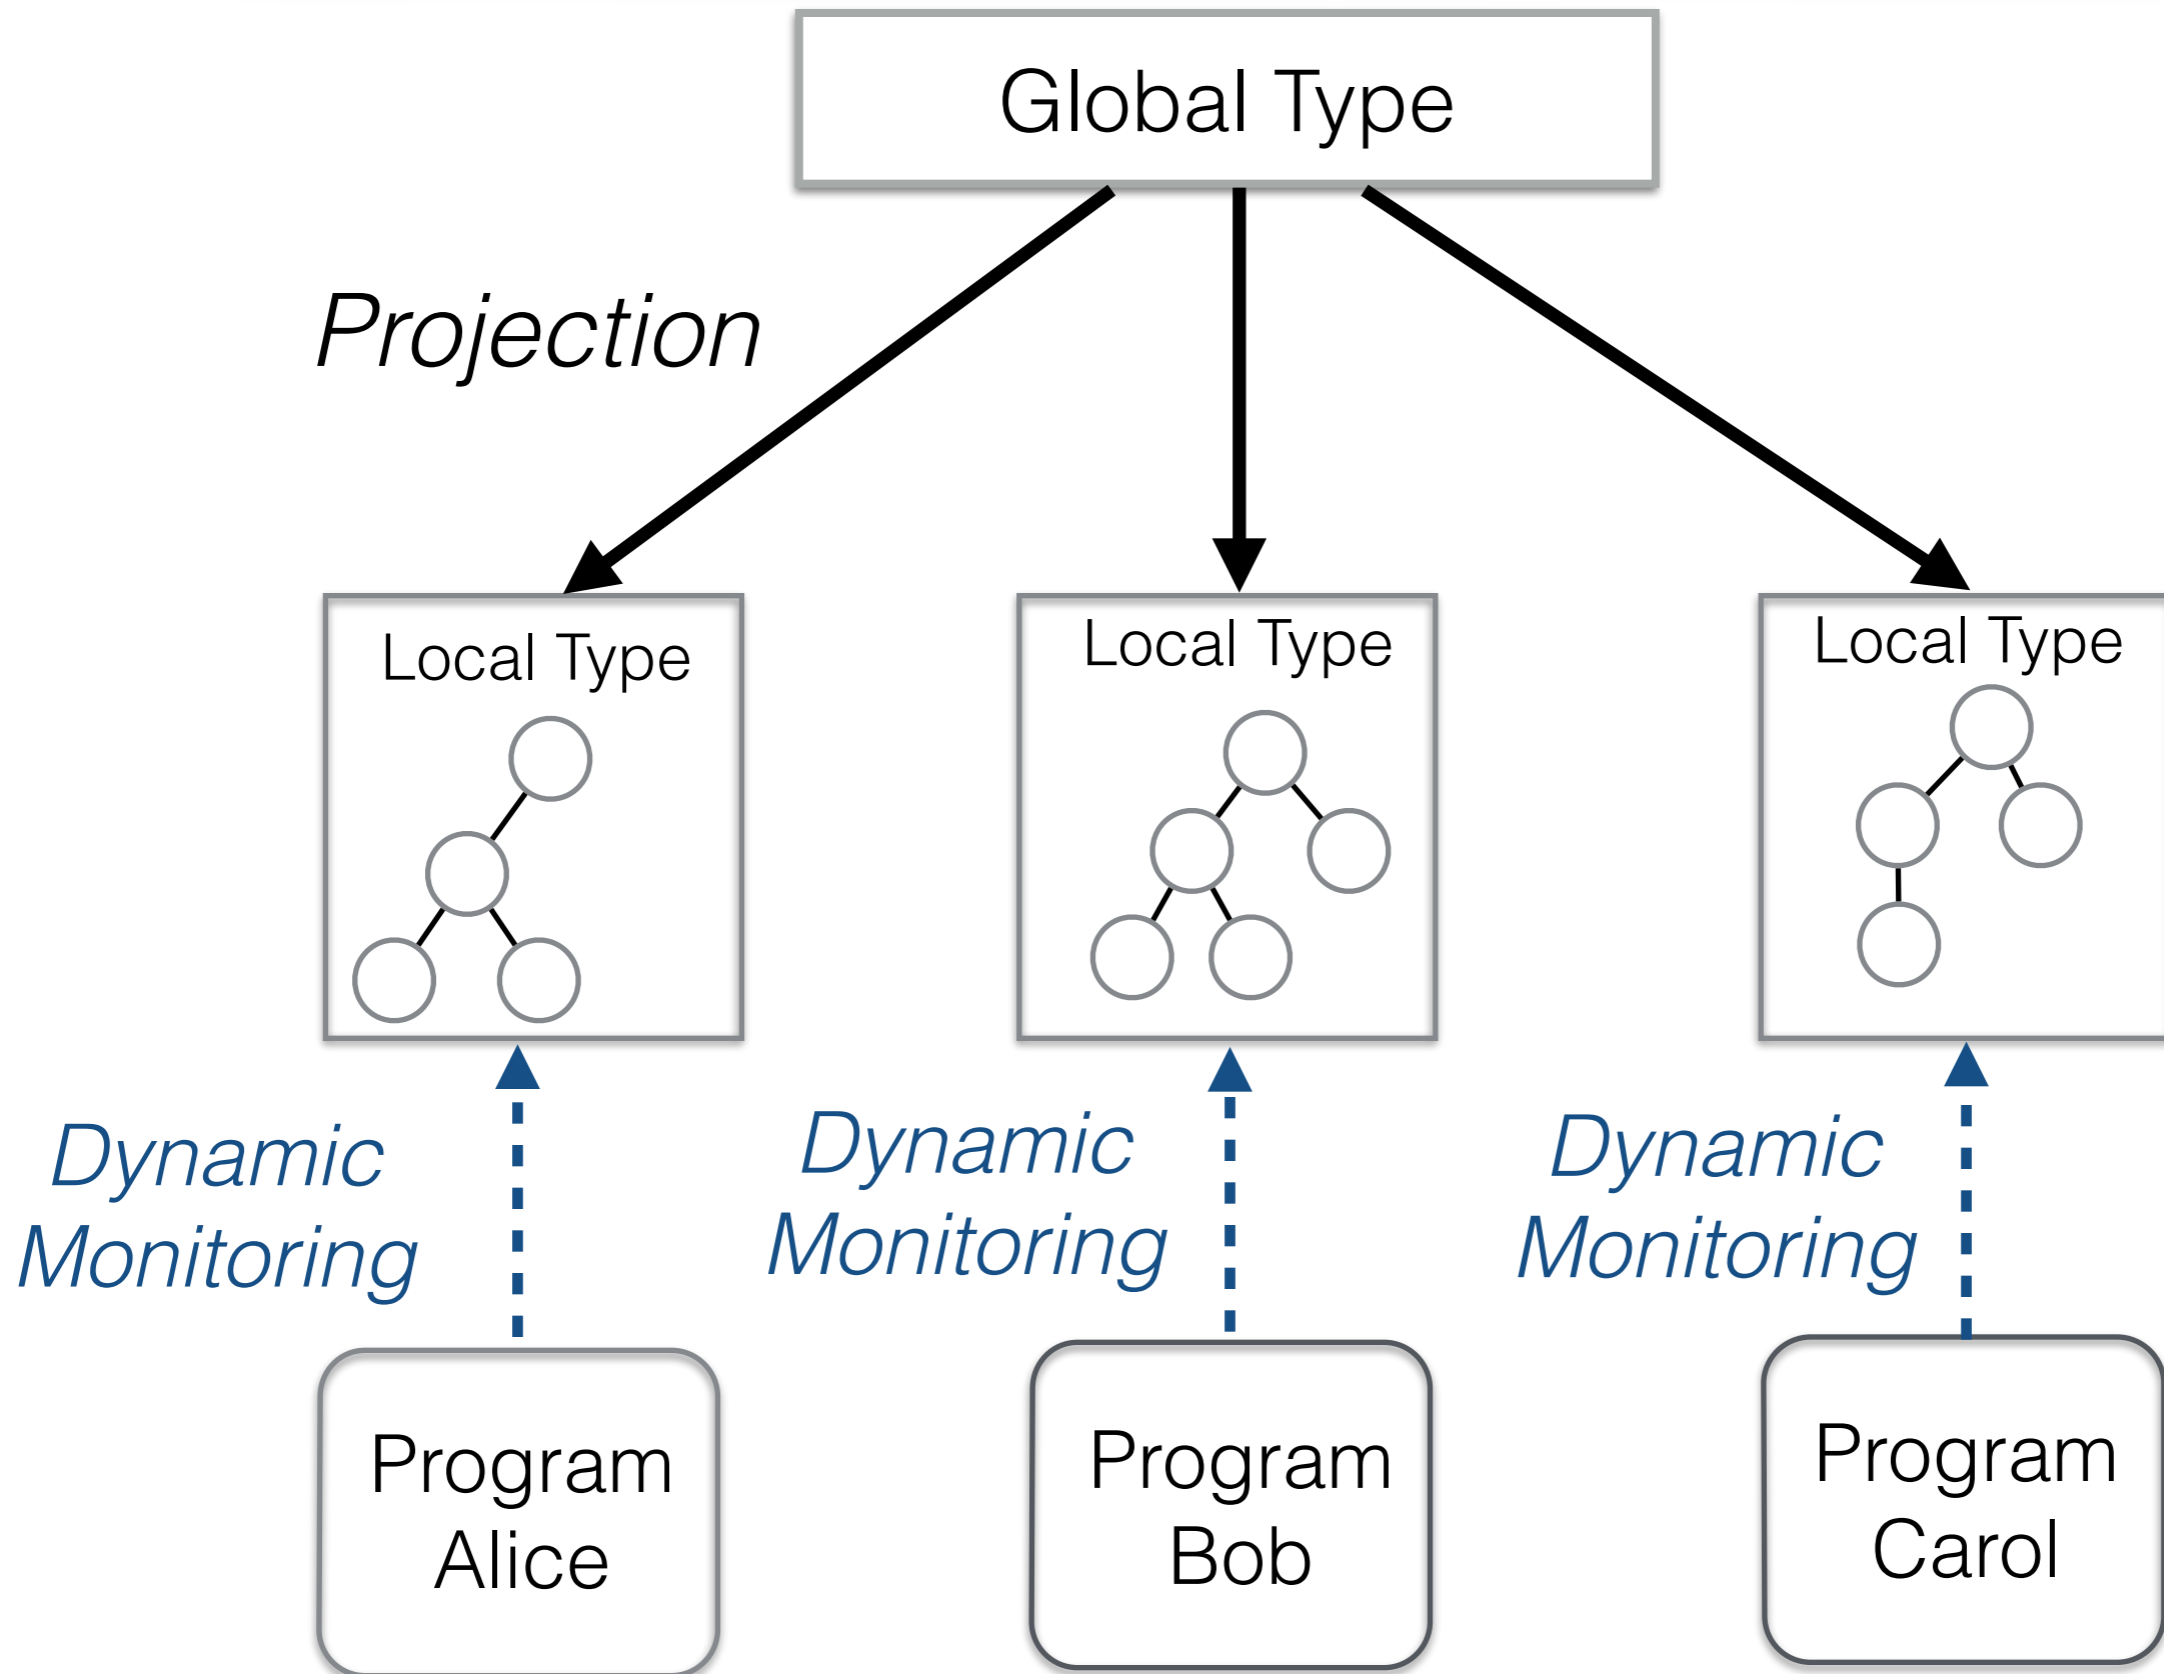 Global Type
Projection
Local Type
Local Type
Local Type
Dynamic
Monitoring
Dynamic
Monitoring
Dynamic
Monitoring
Program
Alice
Program
Bob
Program
Carol